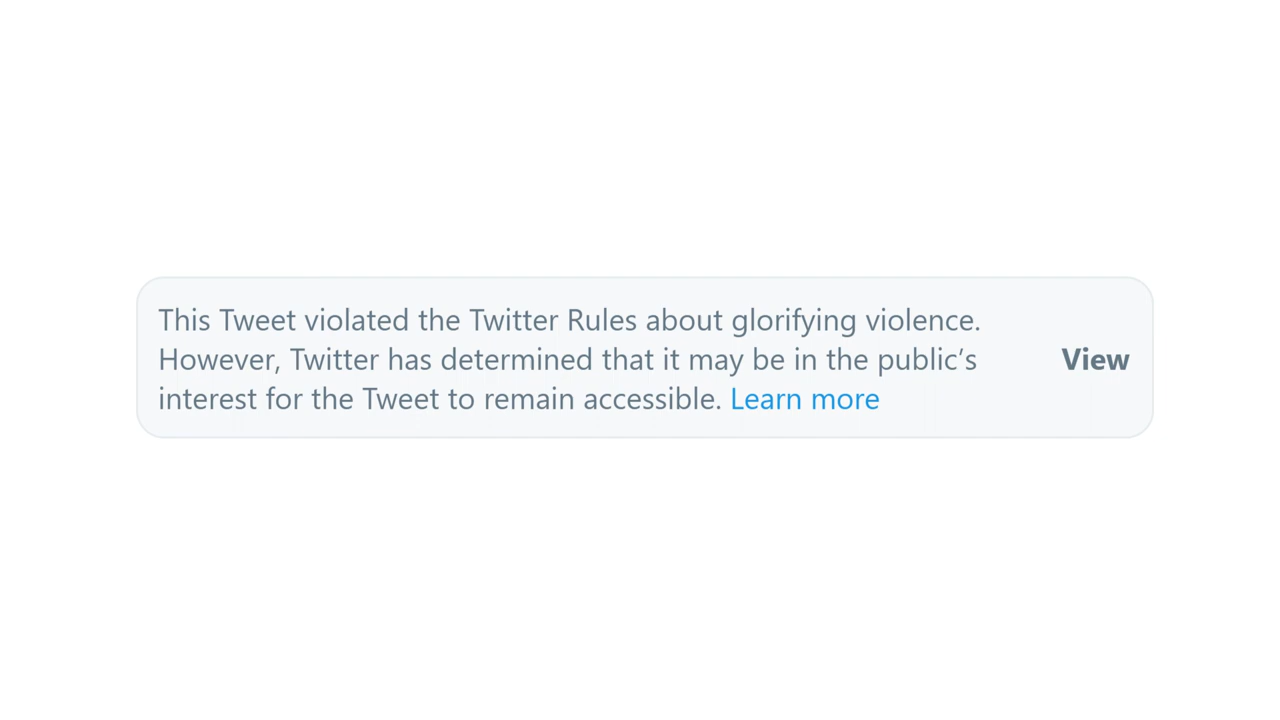 This Tweet violated the Twitter Rules about glorifying violence.
However, Twitter has determined that it may be in the public’s
interest for the Tweet to remain accessible. Learn more
View